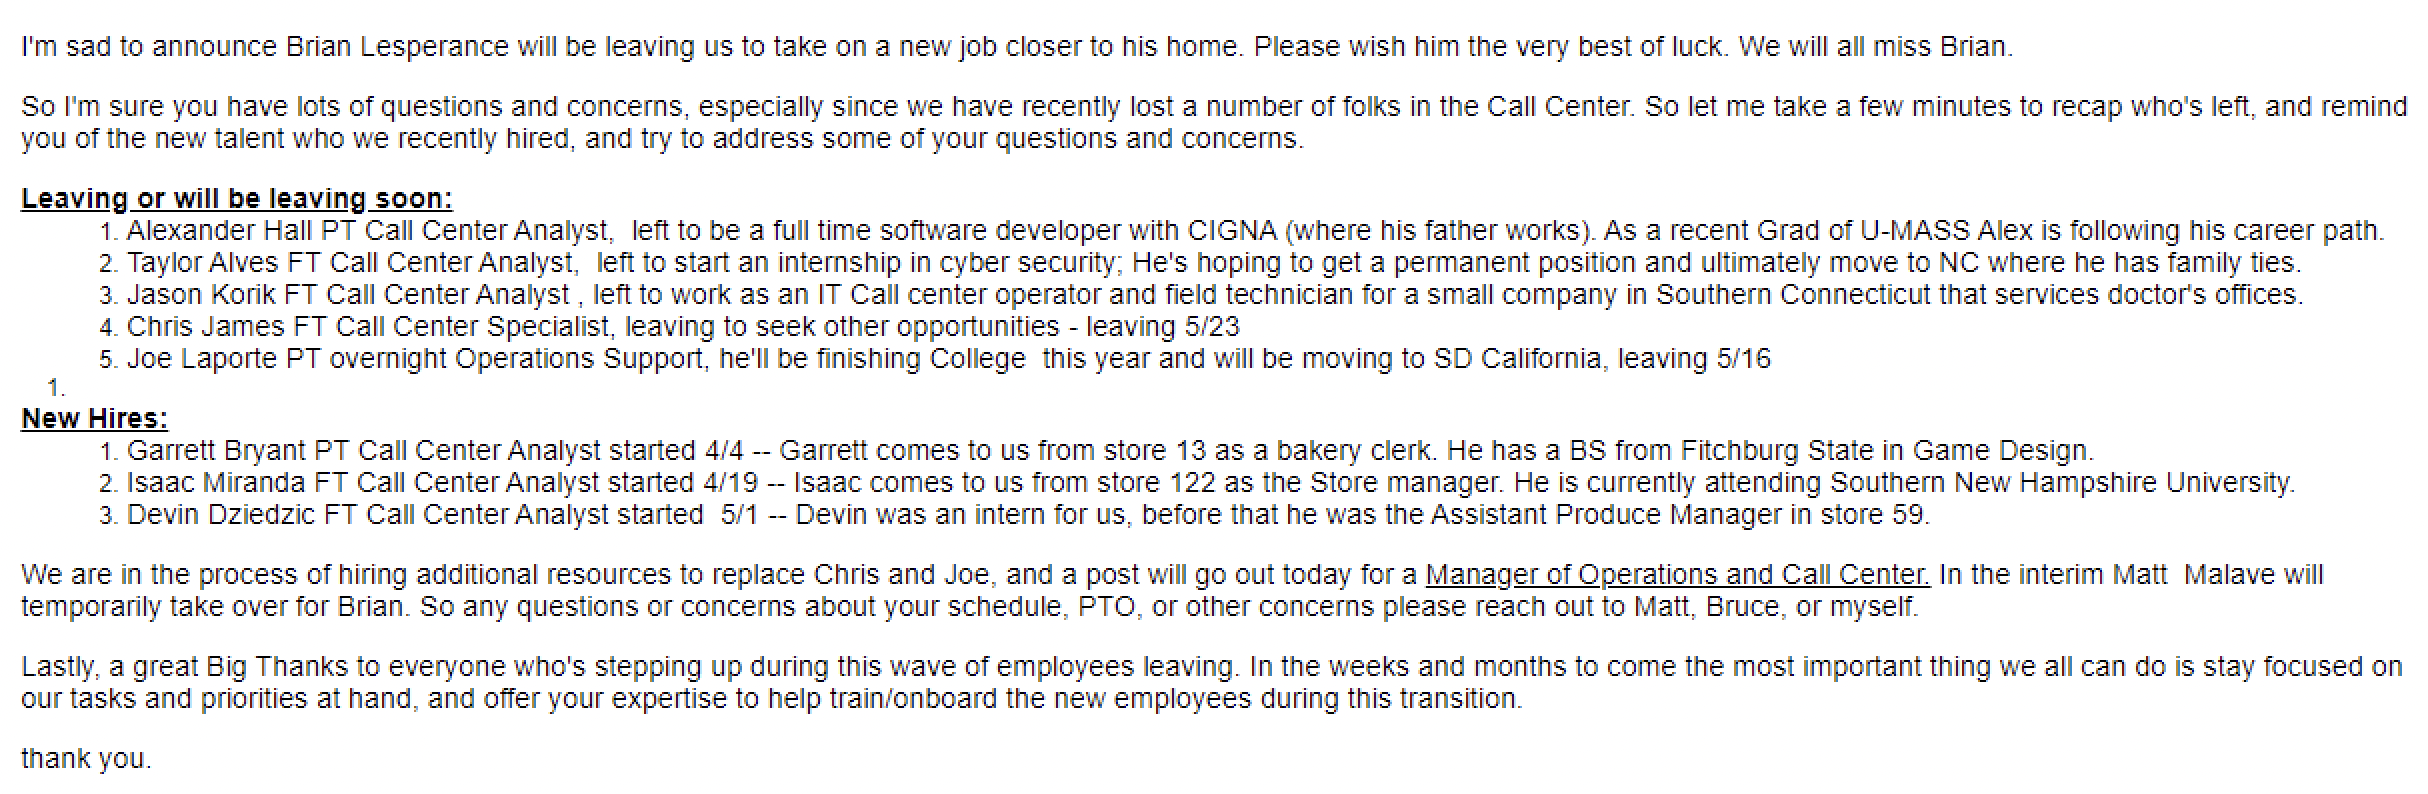 I'm sad to announce Brian Lesperance will be leaving us to take on a new job closer to his home. Please wish him the very best of luck. We will all miss Brian.
So I'm sure you have lots of questions and concerns, especially since we have recently lost a number of folks in the Call Center. So let me take a few minutes to recap who's left, and remind
you of the new talent who we recently hired, and try to address some of your questions and concerns.
Leaving or will be leaving soon:
1. Alexander Hall PT Call Center Analyst,  left to be a full time software developer with CIGNA (where his father works). As a recent Grad of U-MASS Alex is following his career path.
2. Taylor Alves FT Call Center Analyst,  left to start an internship in cyber security; He's hoping to get a permanent position and ultimately move to NC where he has family ties.
3. Jason Korik FT Call Center Analyst , left to work as an IT Call center operator and field technician for a small company in Southern Connecticut that services doctor's offices.
4. Chris James FT Call Center Specialist, leaving to seek other opportunities - leaving 5/23
5. Joe Laporte PT overnight Operations Support, he'll be finishing College  this year and will be moving to SD California, leaving 5/16
1.
New Hires:
1. Garrett Bryant PT Call Center Analyst started 4/4 -- Garrett comes to us from store 13 as a bakery clerk. He has a BS from Fitchburg State in Game Design.
2. Isaac Miranda FT Call Center Analyst started 4/19 -- Isaac comes to us from store 122 as the Store manager. He is currently attending Southern New Hampshire University.
3. Devin Dziedzic FT Call Center Analyst started  5/1 -- Devin was an intern for us, before that he was the Assistant Produce Manager in store 59.
We are in the process of hiring additional resources to replace Chris and Joe, and a post will go out today for a Manager of Operations and Call Center. In the interim Matt  Malave will
temporarily take over for Brian. So any questions or concerns about your schedule, PTO, or other concerns please reach out to Matt, Bruce, or myself.
Lastly, a great Big Thanks to everyone who's stepping up during this wave of employees leaving. In the weeks and months to come the most important thing we all can do is stay focused on
our tasks and priorities at hand, and offer your expertise to help train/onboard the new employees during this transition.
thank you.